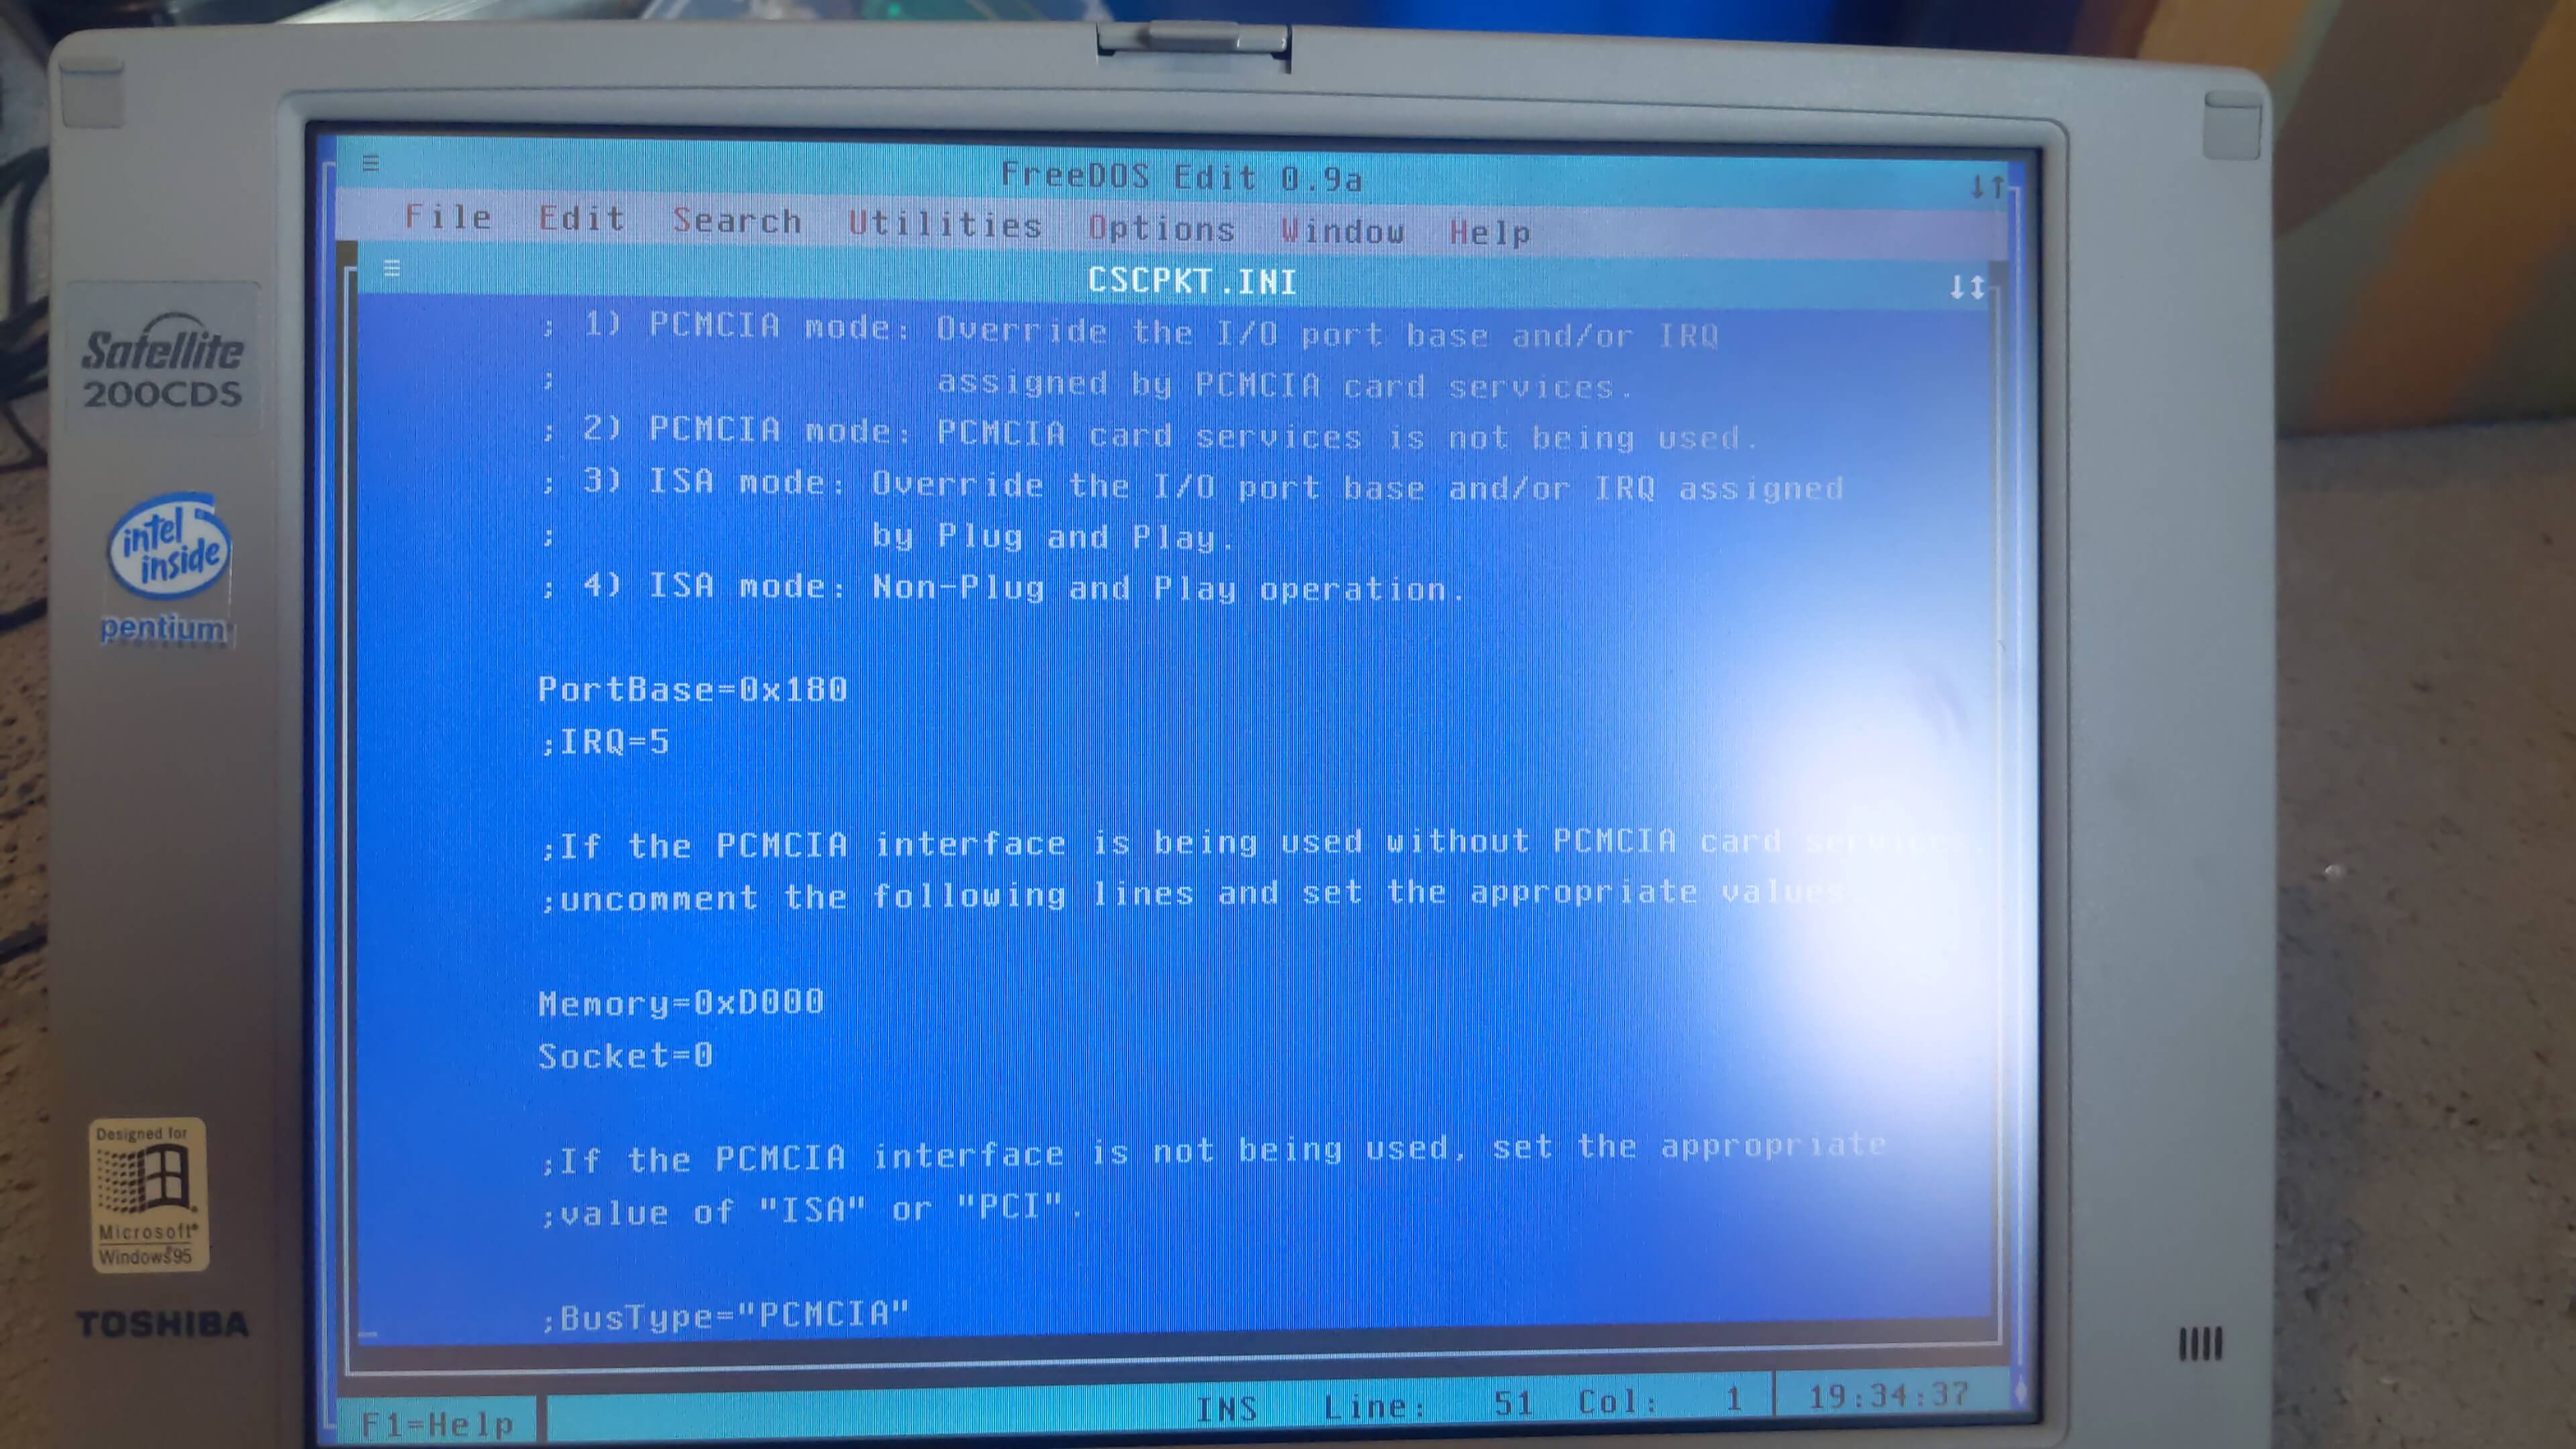 FreeDOS Edit 0.9a
File Edit Search Utilities Options Window Help
CSCPKT.INI
; 1) PCMCIA mode: Override the I/O port base and/or IRQ
; assigned by PCMCIA card services.
; 2) PCMCIA mode: PCMCIA card services is not being used.
; 3) ISA mode: Override the I/O port base and/or IRQ assigned
; by Plug and Play.
; 4) ISA mode: Non-Plug and Play operation.
PortBase=0x180
;IRQ=5
;If the PCMCIA interface is being used without PCMCIA card
;uncomment the following lines and set the appropriate values
Memory=0xD000
Socket=0
;If the PCMCIA interface is not being used, set the appropriate
;value of "ISA" or "PCI".
;BusType="PCMCIA"
F1=Help INS Line: 51 Col: 1 19:34:37
Satellite
200CDS
intel
inside
pentium
Designed for
Microsoft
Windows 95
TOSHIBA